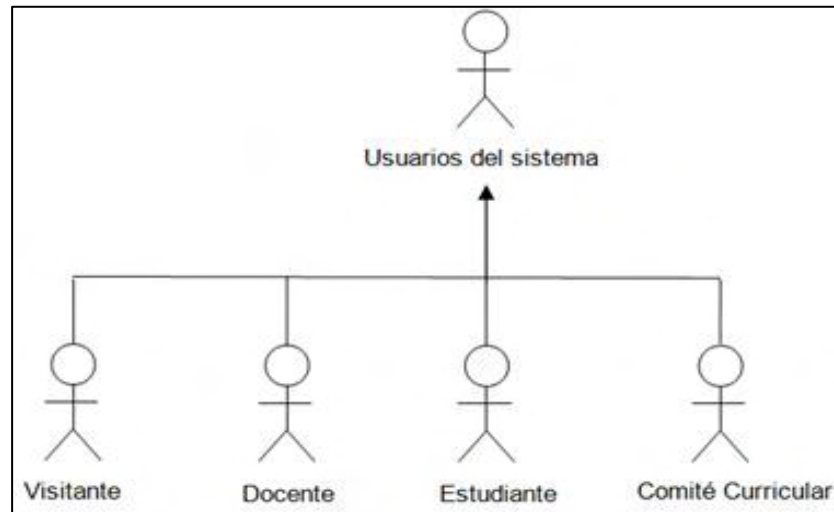 Usuarios del sistema
Visitante
Docente
Estudiante
Comité Curricular